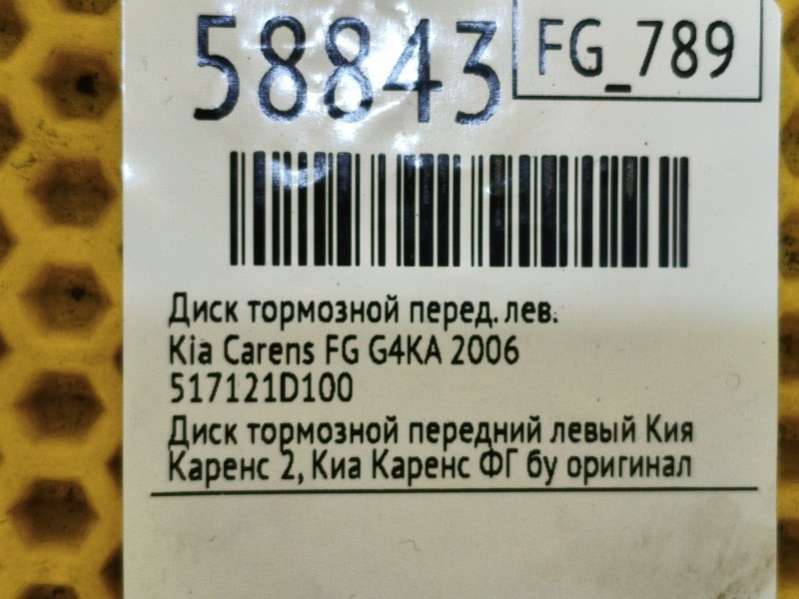 58843
FG_789
Диск тормозной перед. лев.
Kia Carens FG G4KA 2006
517121D100
Диск тормозной передний левый Кия
Каренс 2, Киа Каренс ФГ бу оригинал